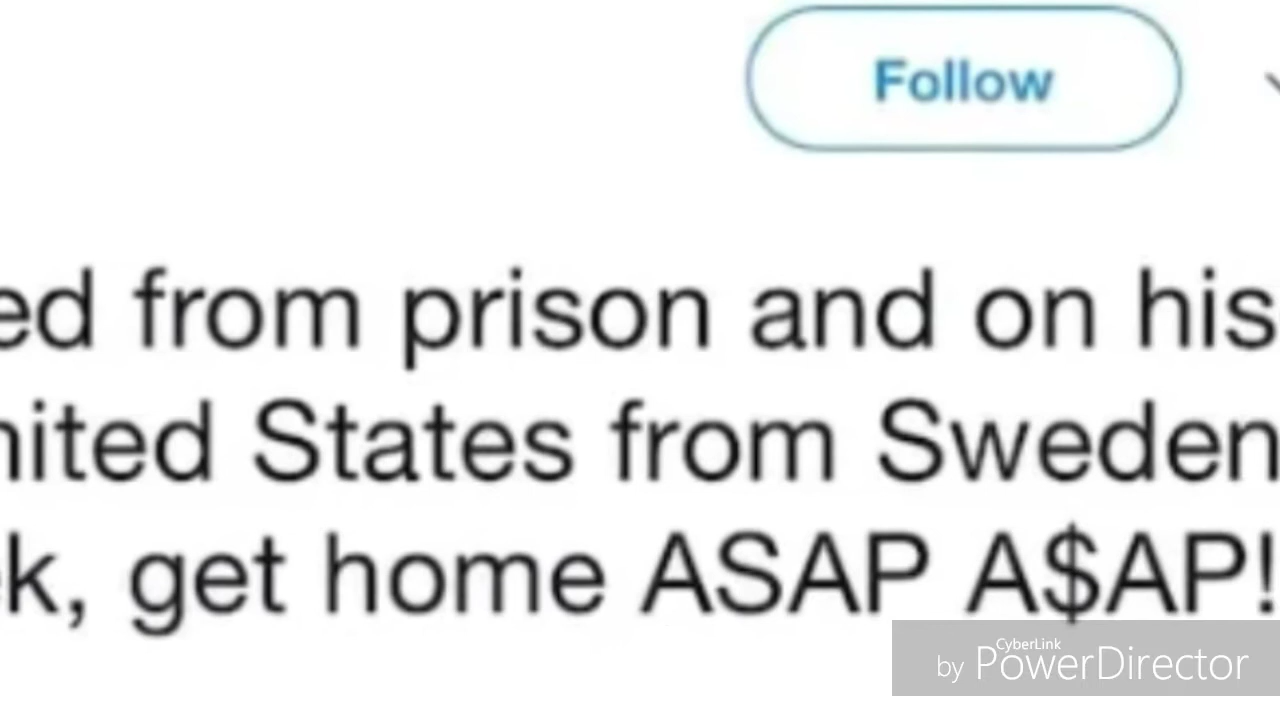 Follow
ed from prison and on his
nited States from Sweden
k, get home ASAP A$AP!
by CyberLink PowerDirector